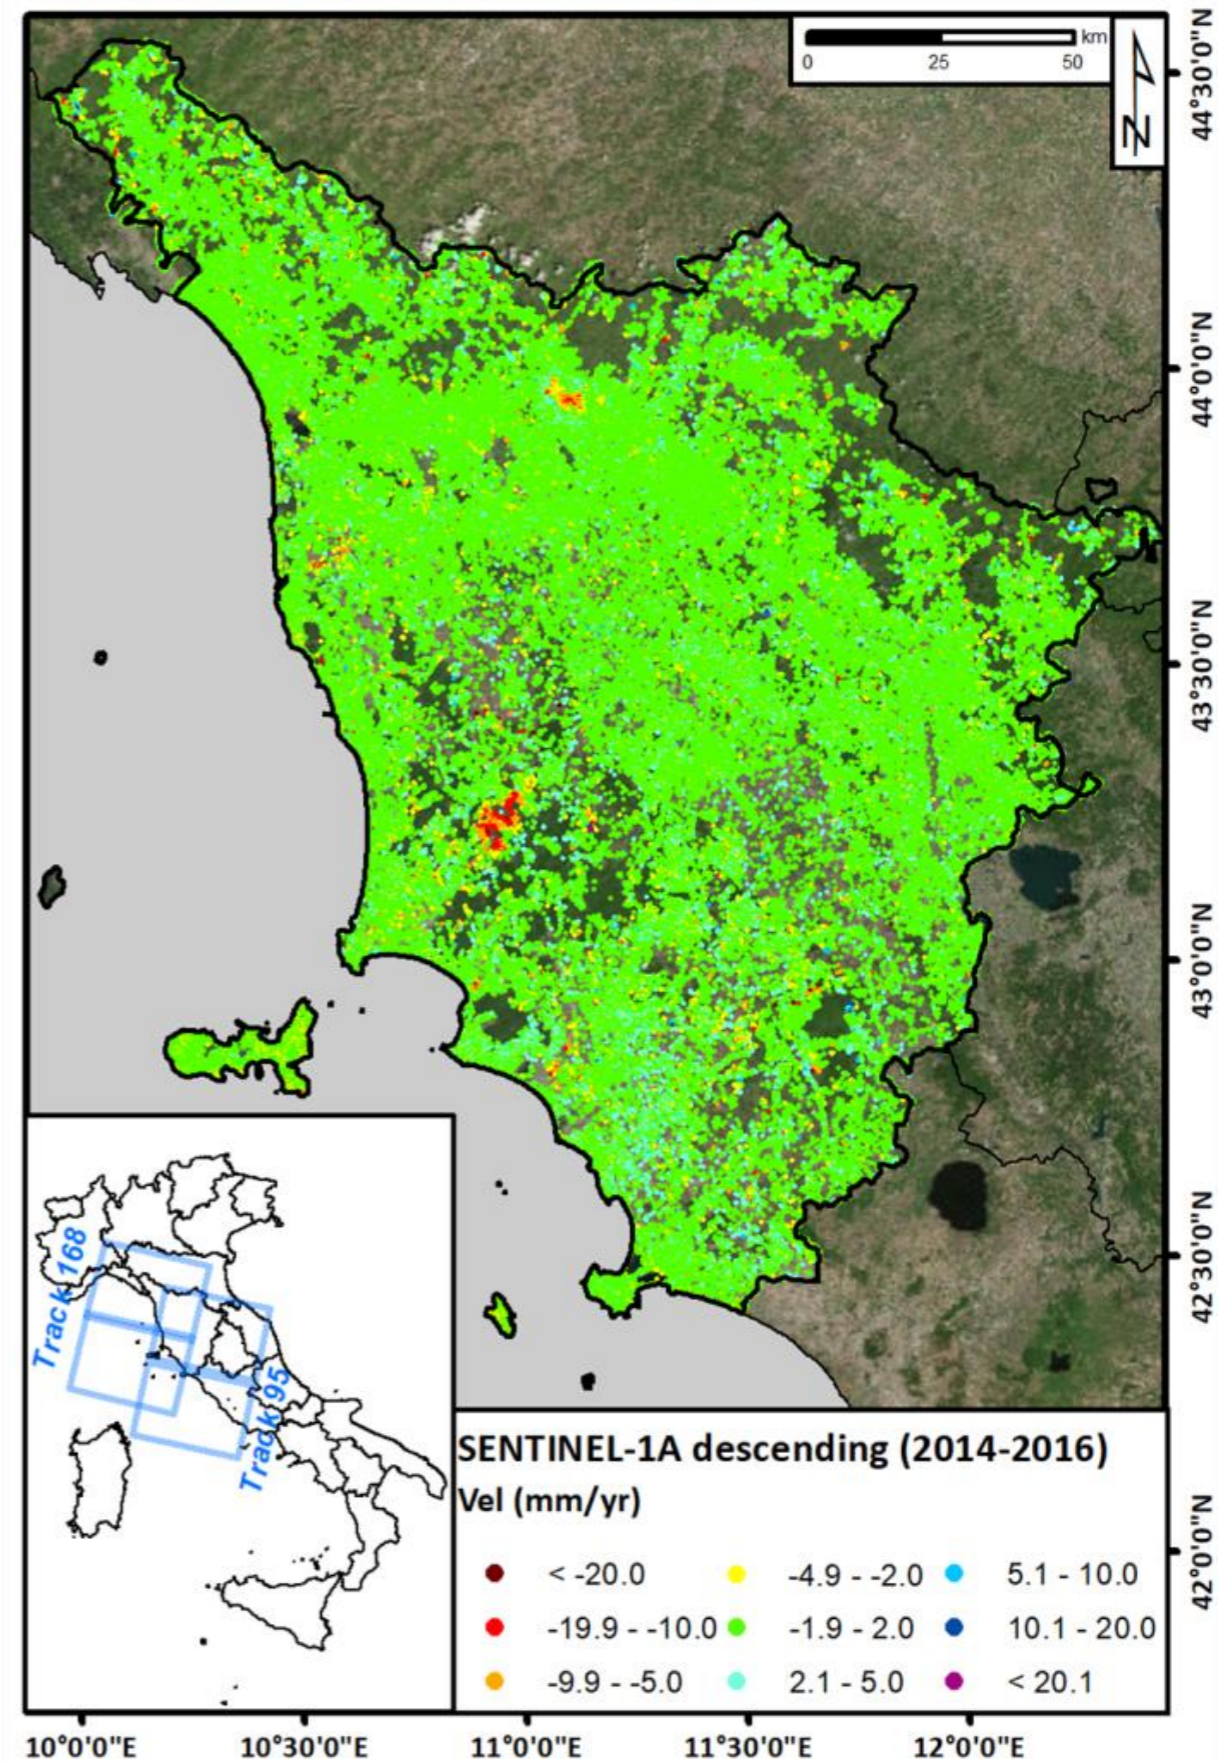 km
0 25 50
N
44°30'0"N
44°0'0"N
43°30'0"N
43°0'0"N
42°30'0"N
42°0'0"N
Track 168
Track 95
SENTINEL-1A descending (2014-2016)
Vel (mm/yr)
< -20.0 -4.9 - -2.0 5.1 - 10.0
-19.9 - -10.0 -1.9 - 2.0 10.1 - 20.0
-9.9 - -5.0 2.1 - 5.0 < 20.1
10°0'0"E 10°30'0"E 11°0'0"E 11°30'0"E 12°0'0"E